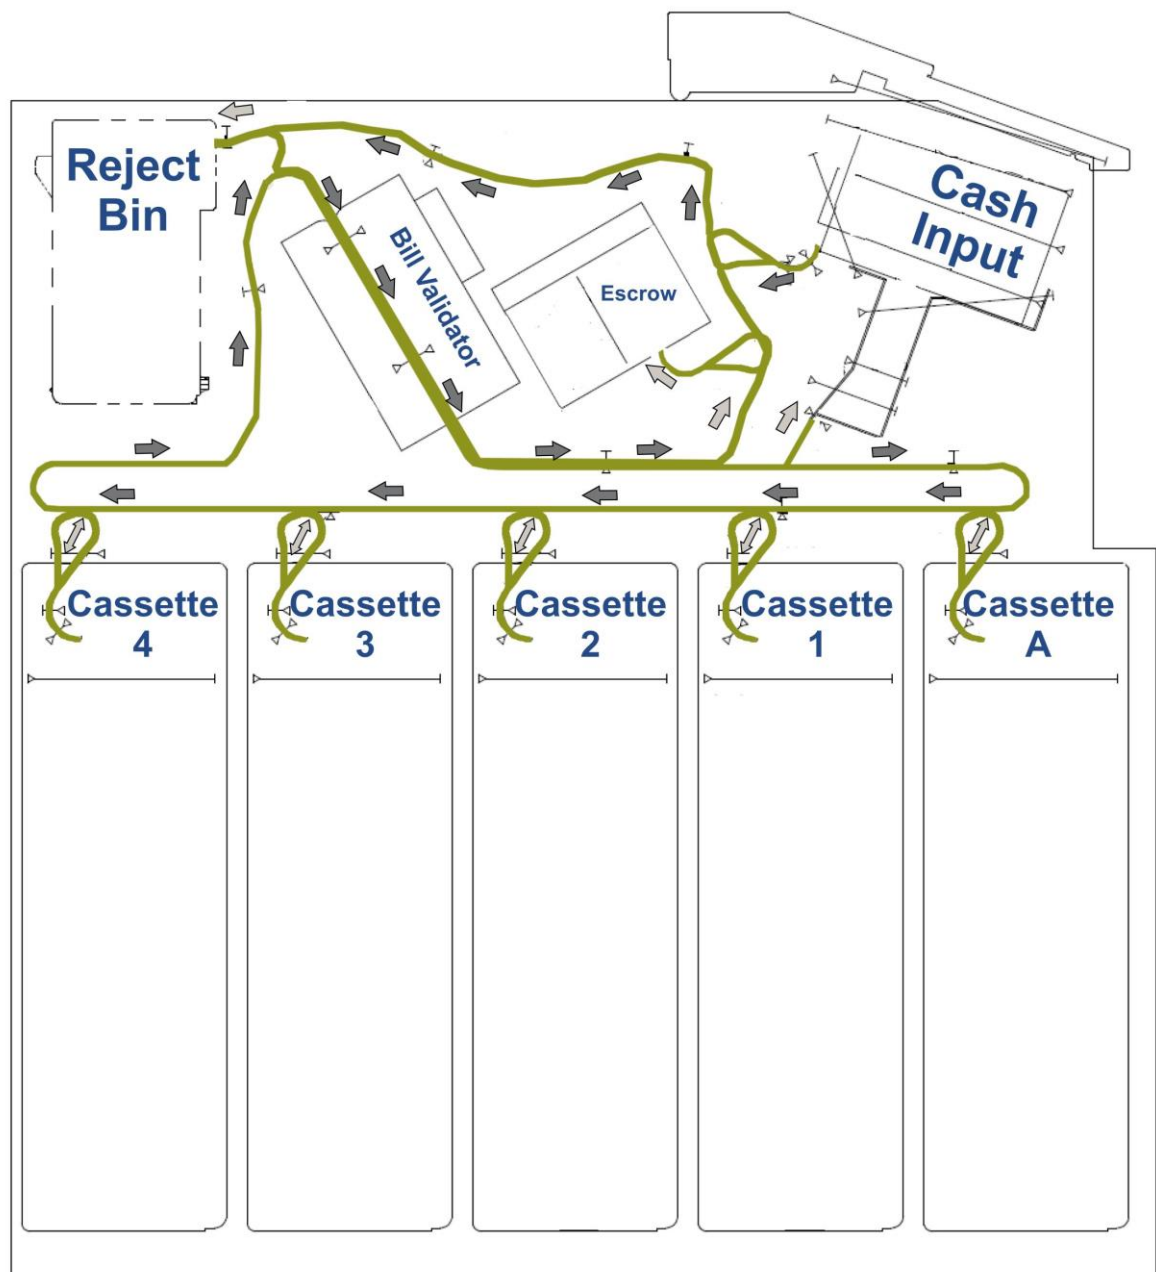 Reject
Bin
Bill Validator
Escrow
Cash
Input
Cassette
4
Cassette
3
Cassette
2
Cassette
1
Cassette
A